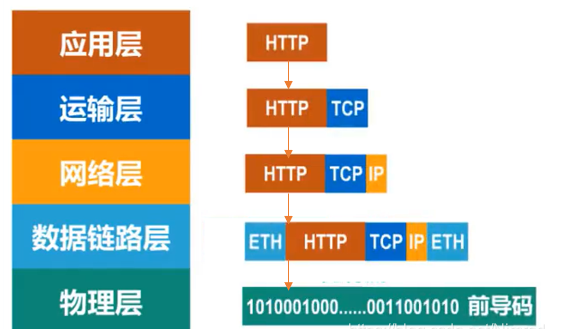 应用层
HTTP
运输层
HTTP TCP
网络层
HTTP TCP IP
数据链路层
ETH HTTP TCP IP ETH
物理层
1010001000......0011001010 前导码